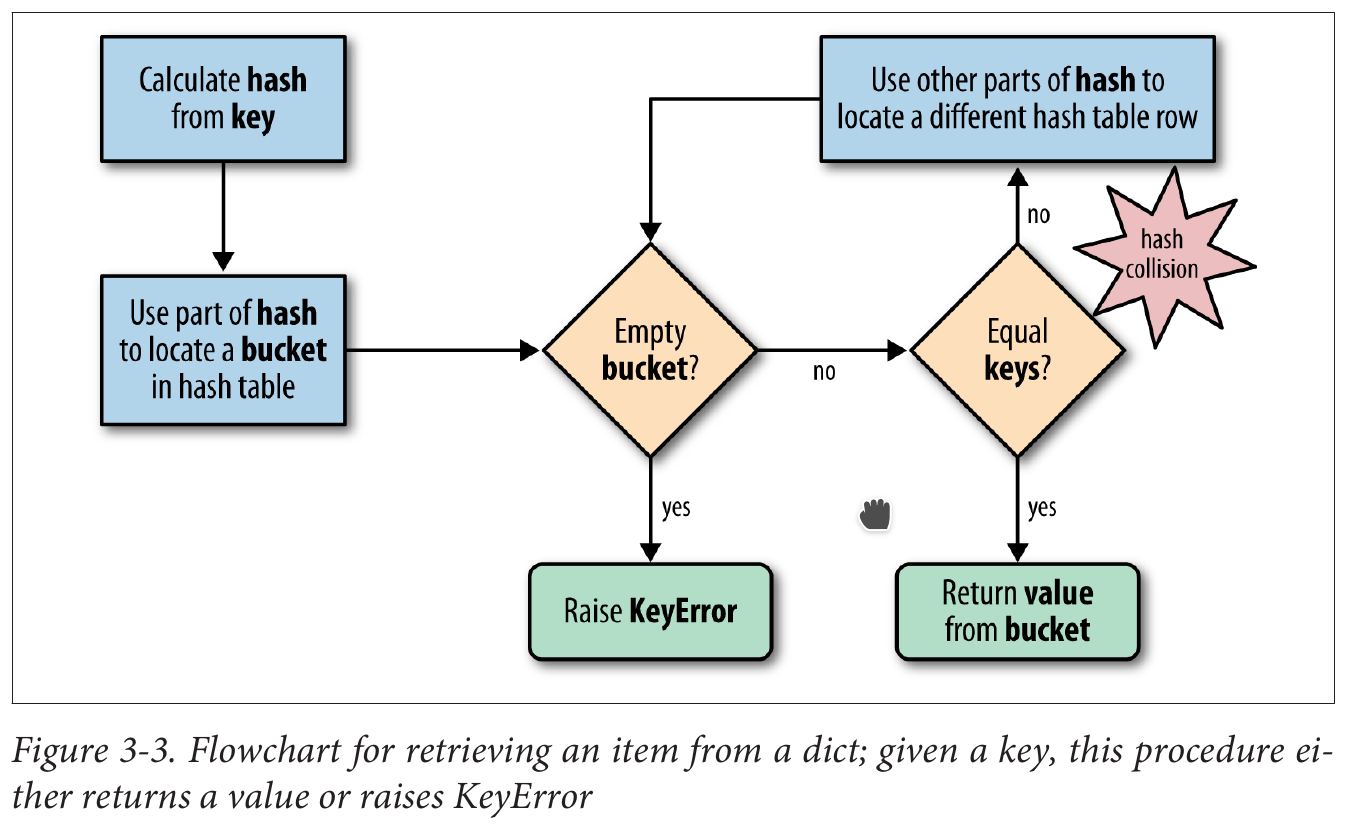 Calculate hash
from key
Use part of hash
to locate a bucket
in hash table
Empty
bucket?
yes
Raise KeyError
no
Equal
keys?
yes
Return value
from bucket
no
hash
collision
Use other parts of hash to
locate a different hash table row
Figure 3-3. Flowchart for retrieving an item from a dict; given a key, this procedure ei-
ther returns a value or raises KeyError